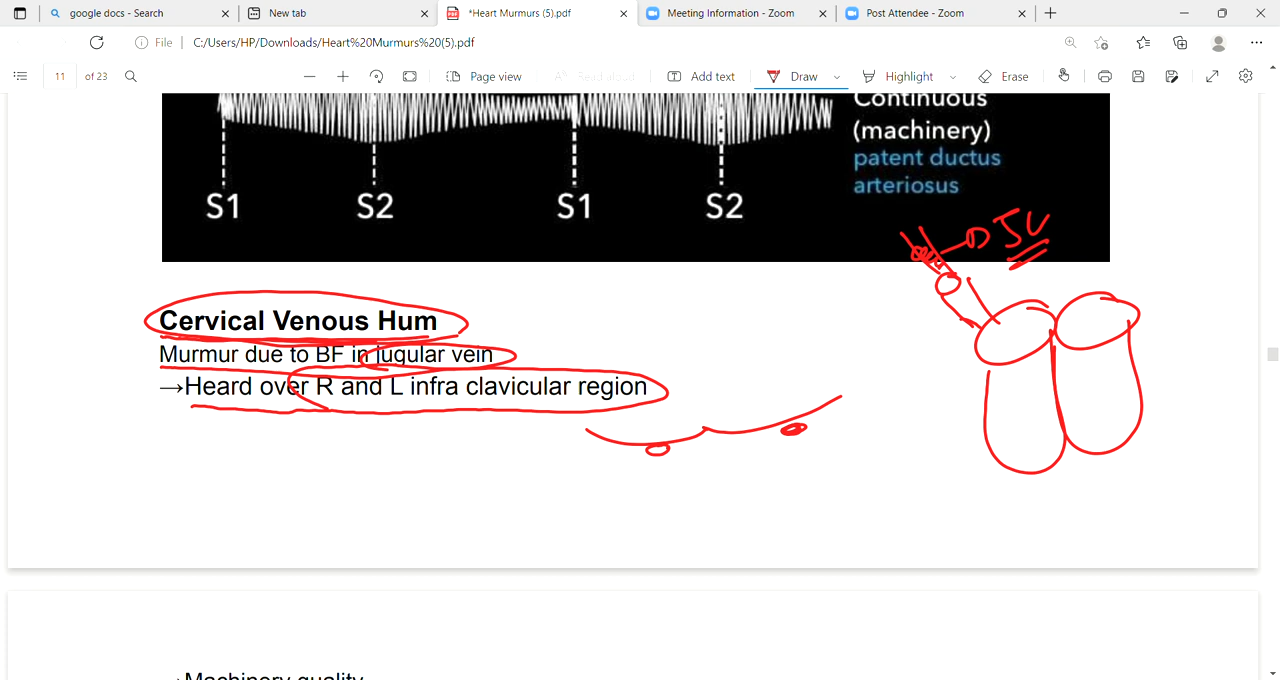 google docs - Search
New tab
*Heart Murmurs (5).pdf
Meeting Information - Zoom
Post Attendee - Zoom
File
C:/Users/HP/Downloads/Heart%20Murmurs%20(5).pdf
11 of 23
Page view
Read aloud
Add text
Draw
Highlight
Erase
Continuous
(machinery)
patent ductus
arteriosus
S1 S2 S1 S2
Cervical Venous Hum
Murmur due to BF in jugular vein
→Heard over R and L infra clavicular region
→Machinery quality